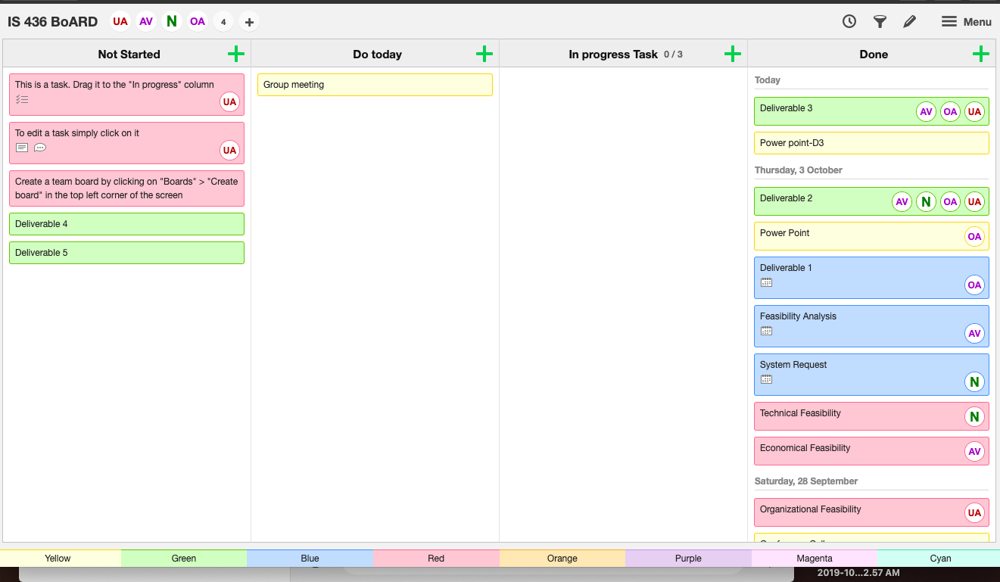 IS 436 BoARD UA AV N OA 4 + Menu
Not Started
Do today
In progress Task 0 / 3
Done
This is a task. Drag it to the "In progress" column
UA
To edit a task simply click on it
UA
Create a team board by clicking on "Boards" > "Create
board" in the top left corner of the screen
Deliverable 4
Deliverable 5
Group meeting
Today
Deliverable 3 AV OA UA
Power point-D3
Thursday, 3 October
Deliverable 2 AV N OA UA
Power Point OA
Deliverable 1
OA
Feasibility Analysis
AV
System Request
N
Technical Feasibility N
Economical Feasibility AV
Saturday, 28 September
Organizational Feasibility UA
Yellow Green Blue Red Orange Purple Magenta Cyan
2019-10...2.57 AM